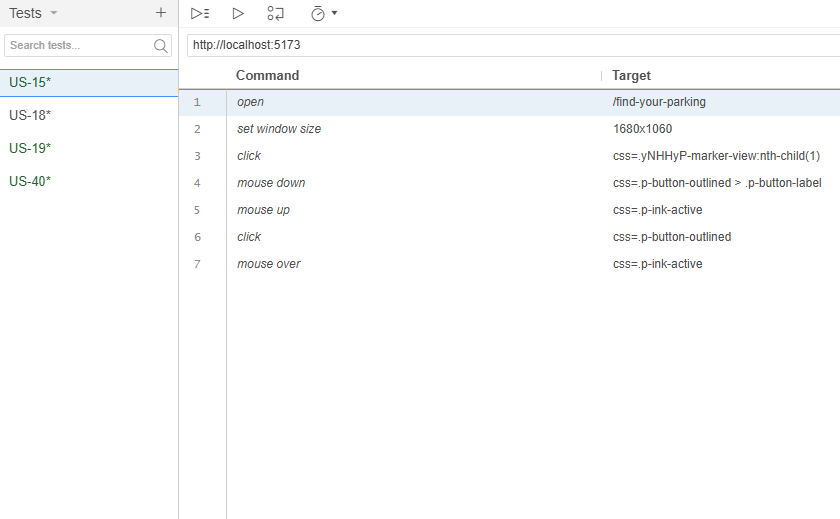 Tests
Search tests...
US-15*
US-18*
US-19*
US-40*
http://localhost:5173
Command Target
1 open /find-your-parking
2 set window size 1680x1060
3 click css=.yNHHyP-marker-view:nth-child(1)
4 mouse down css=.p-button-outlined > .p-button-label
5 mouse up css=.p-ink-active
6 click css=.p-button-outlined
7 mouse over css=.p-ink-active